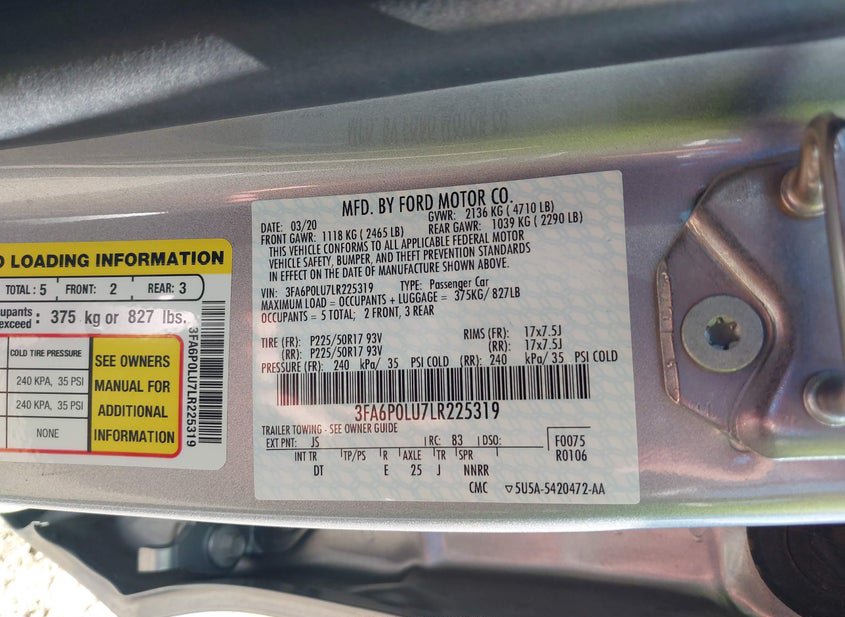 D LOADING INFORMATION
TOTAL : 5 FRONT: 2 REAR: 3
upants
exceed : 375 kg or 827 lbs.
COLD TIRE PRESSURE
240 KPA, 35 PSI
240 KPA, 35 PSI
NONE
SEE OWNERS
MANUAL FOR
ADDITIONAL
INFORMATION
3FA6P0LU7LR225319
MFD. BY FORD MOTOR CO.
DATE: 03/20 GVWR: 2136 KG ( 4710 LB)
FRONT GAWR: 1118 KG ( 2465 LB) REAR GAWR: 1039 KG ( 2290 LB)
THIS VEHICLE CONFORMS TO ALL APPLICABLE FEDERAL MOTOR
VEHICLE SAFETY, BUMPER, AND THEFT PREVENTION STANDARDS
IN EFFECT ON THE DATE OF MANUFACTURE SHOWN ABOVE.
VIN: 3FA6P0LU7LR225319 TYPE: Passenger Car
MAXIMUM LOAD = OCCUPANTS + LUGGAGE = 375KG/ 827LB
OCCUPANTS = 5 TOTAL; 2 FRONT, 3 REAR
TIRE (FR): P225/50R17 93V RIMS (FR): 17x7.5J
(RR): P225/50R17 93V (RR): 17x7.5J
PRESSURE (FR): 240 kPa/ 35 PSI COLD (RR): 240 kPa/ 35 PSI COLD
3FA6P0LU7LR225319
TRAILER TOWING - SEE OWNER GUIDE
EXT PNT: JS RC: 83 DSO: F0075
R0106
INT TR TP/PS R AXLE TR SPR
DT E 25 J NNRR
CMC ▽5U5A-5420472-AA